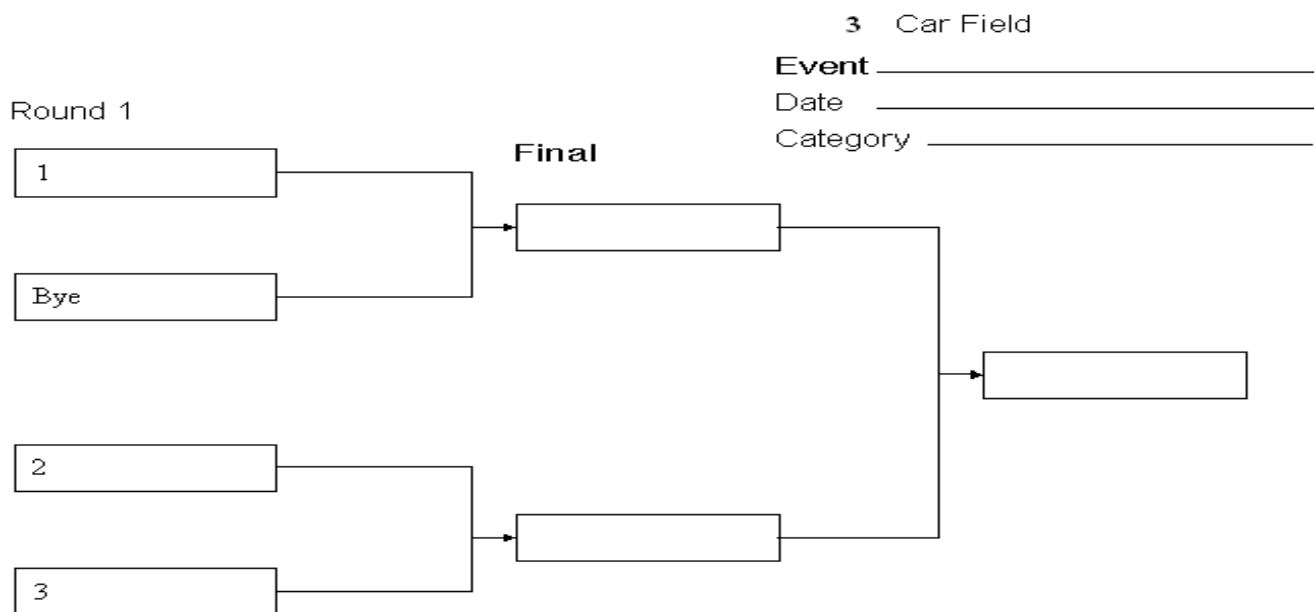 3 Car Field
Event
Date
Category
Round 1
Final
1
Bye
2
3